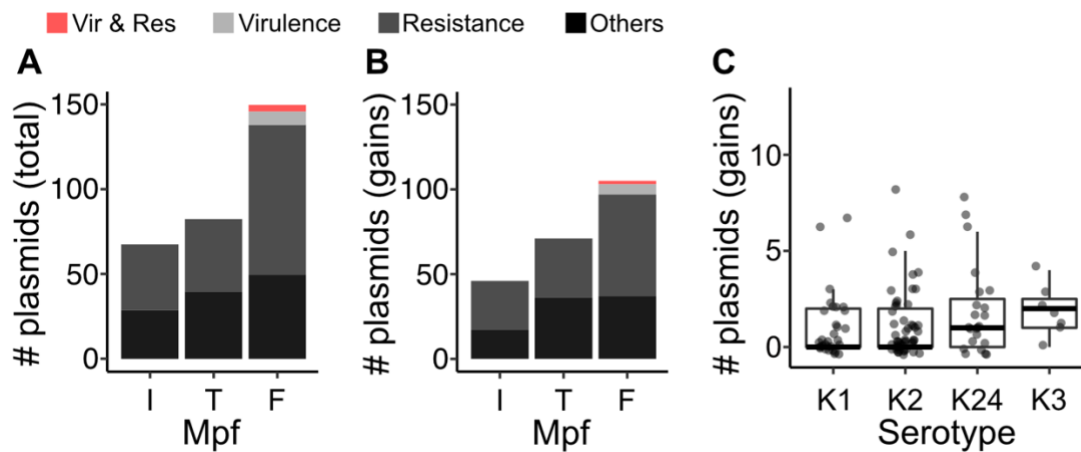 Vir & Res Virulence Resistance Others
A B C
# plasmids (total)
150
100
50
0
I T F
Mpf
# plasmids (gains)
150
100
50
0
I T F
Mpf
# plasmids (gains)
10
5
0
K1 K2 K24 K3
Serotype